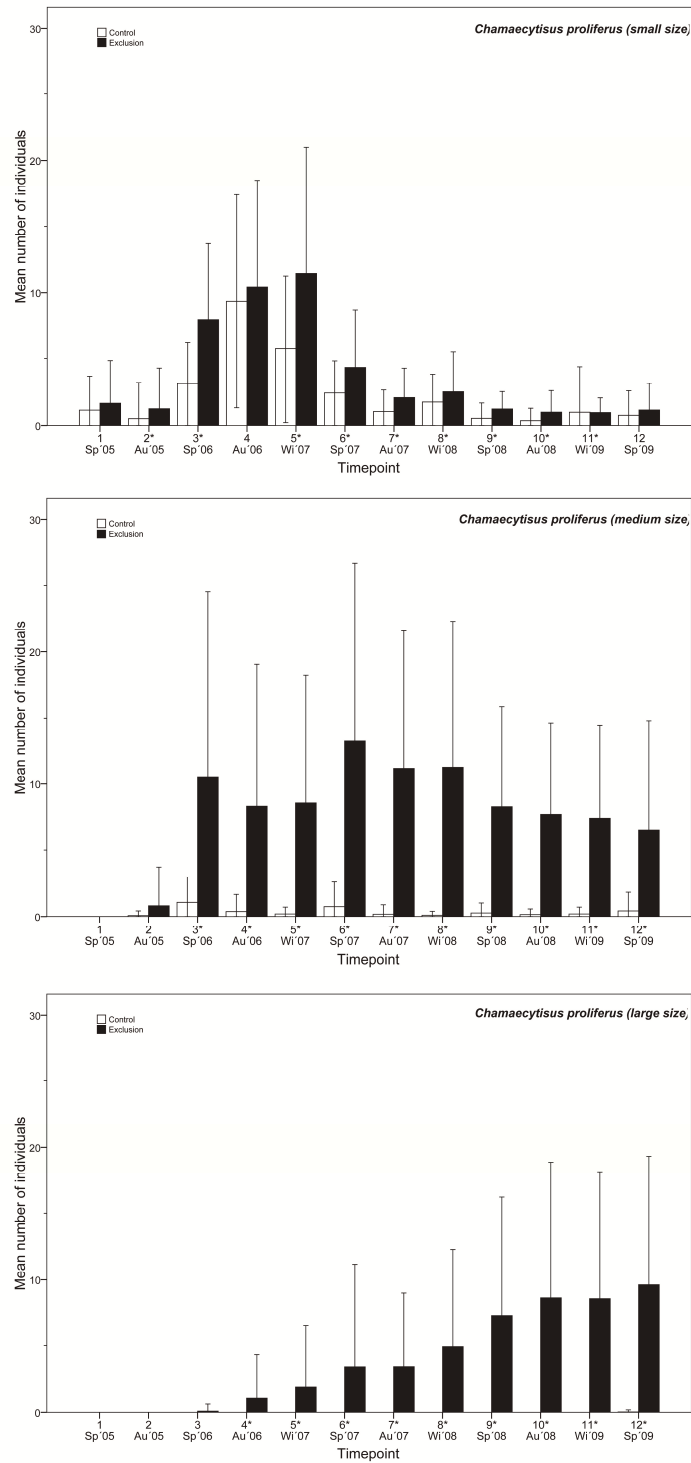 30
Chamaecytisus proliferus (small size)
Control
Exclusion
Mean number of individuals
20
10
0
1 2* 3* 4 5* 6* 7* 8* 9* 10* 11* 12
Sp´05 Au´05 Sp´06 Au´06 Wi´07 Sp´07 Au´07 Wi´08 Sp´08 Au´08 Wi´09 Sp´09
Timepoint
30
Chamaecytisus proliferus (medium size)
Control
Exclusion
Mean number of individuals
20
10
0
1 2 3* 4* 5* 6* 7* 8* 9* 10* 11* 12*
Sp´05 Au´05 Sp´06 Au´06 Wi´07 Sp´07 Au´07 Wi´08 Sp´08 Au´08 Wi´09 Sp´09
Timepoint
30
Chamaecytisus proliferus (large size)
Control
Exclusion
Mean number of individuals
20
10
0
1 2 3 4* 5* 6* 7* 8* 9* 10* 11* 12*
Sp´05 Au´05 Sp´06 Au´06 Wi´07 Sp´07 Au´07 Wi´08 Sp´08 Au´08 Wi´09 Sp´09
Timepoint